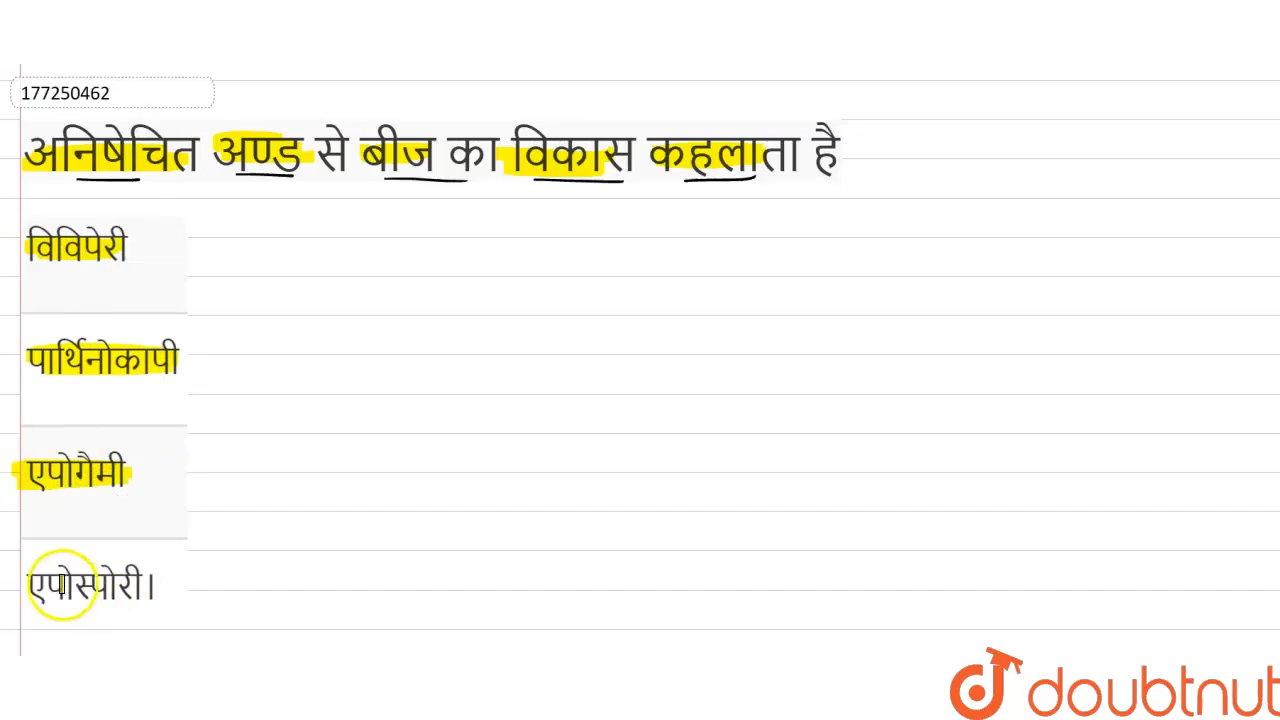 177250462
अनिषेचित अण्ड से बीज का विकास कहलाता है
विविपेरी
पार्थिनोकापी
एपोगैमी
एपोस्पोरी।
doubtnut